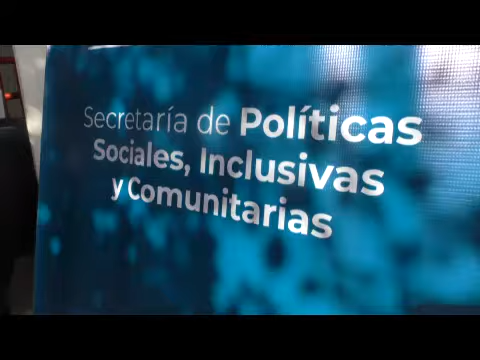 Secretaría de Políticas
Sociales, Inclusivas
y Comunitarias